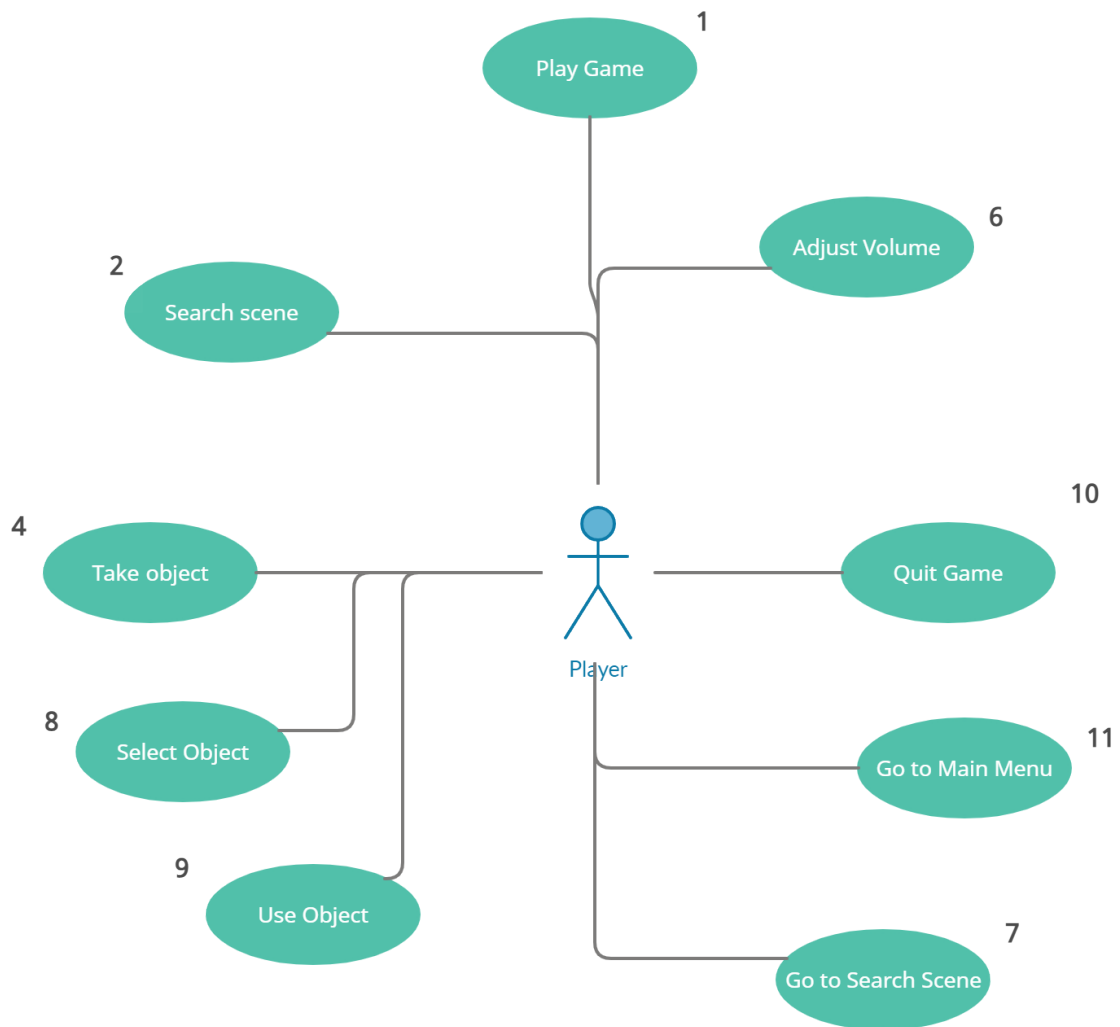 1
Play Game
6
Adjust Volume
2
Search scene
10
4
Take object
Quit Game
Player
8
Select Object
11
Go to Main Menu
9
Use Object
7
Go to Search Scene